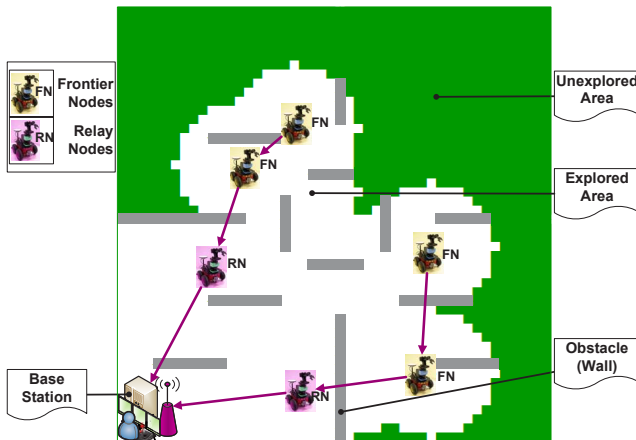 FN
Frontier
Nodes
RN
Relay
Nodes
Unexplored
Area
FN
FN
Explored
Area
FN
RN
Obstacle
(Wall)
Base
Station
FN
RN